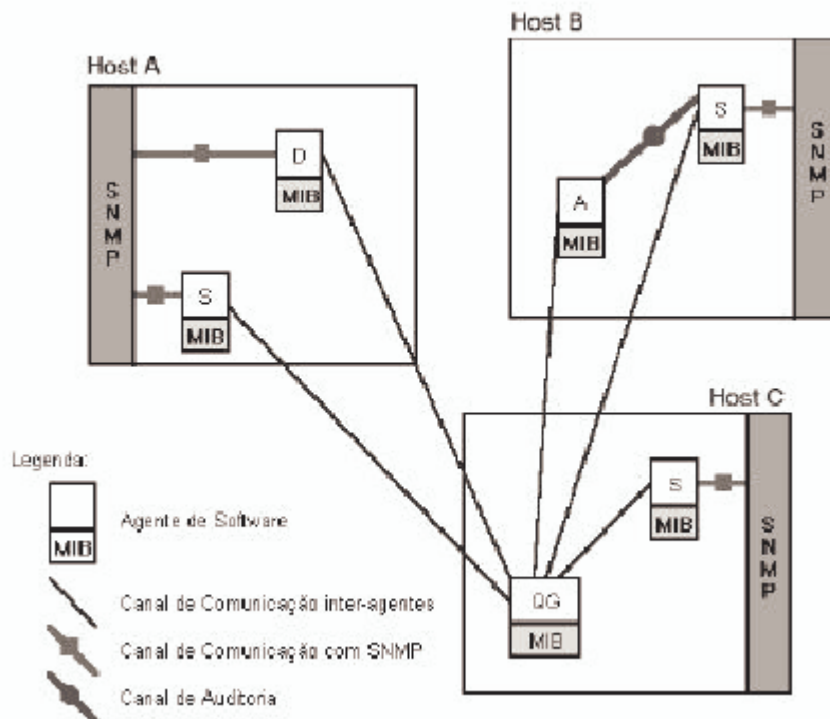 Host A
S
N
M
P
D
MIB
S
MIB
Host B
S
MIB
A
MIB
S
N
M
P
Host C
S
MIB
QG
MIB
S
N
M
P
Legenda:
MIB
Agente de Software
Canal de Comunicação inter-agentes
Canal de Comunicação com SNMP
Canal de Auditoria